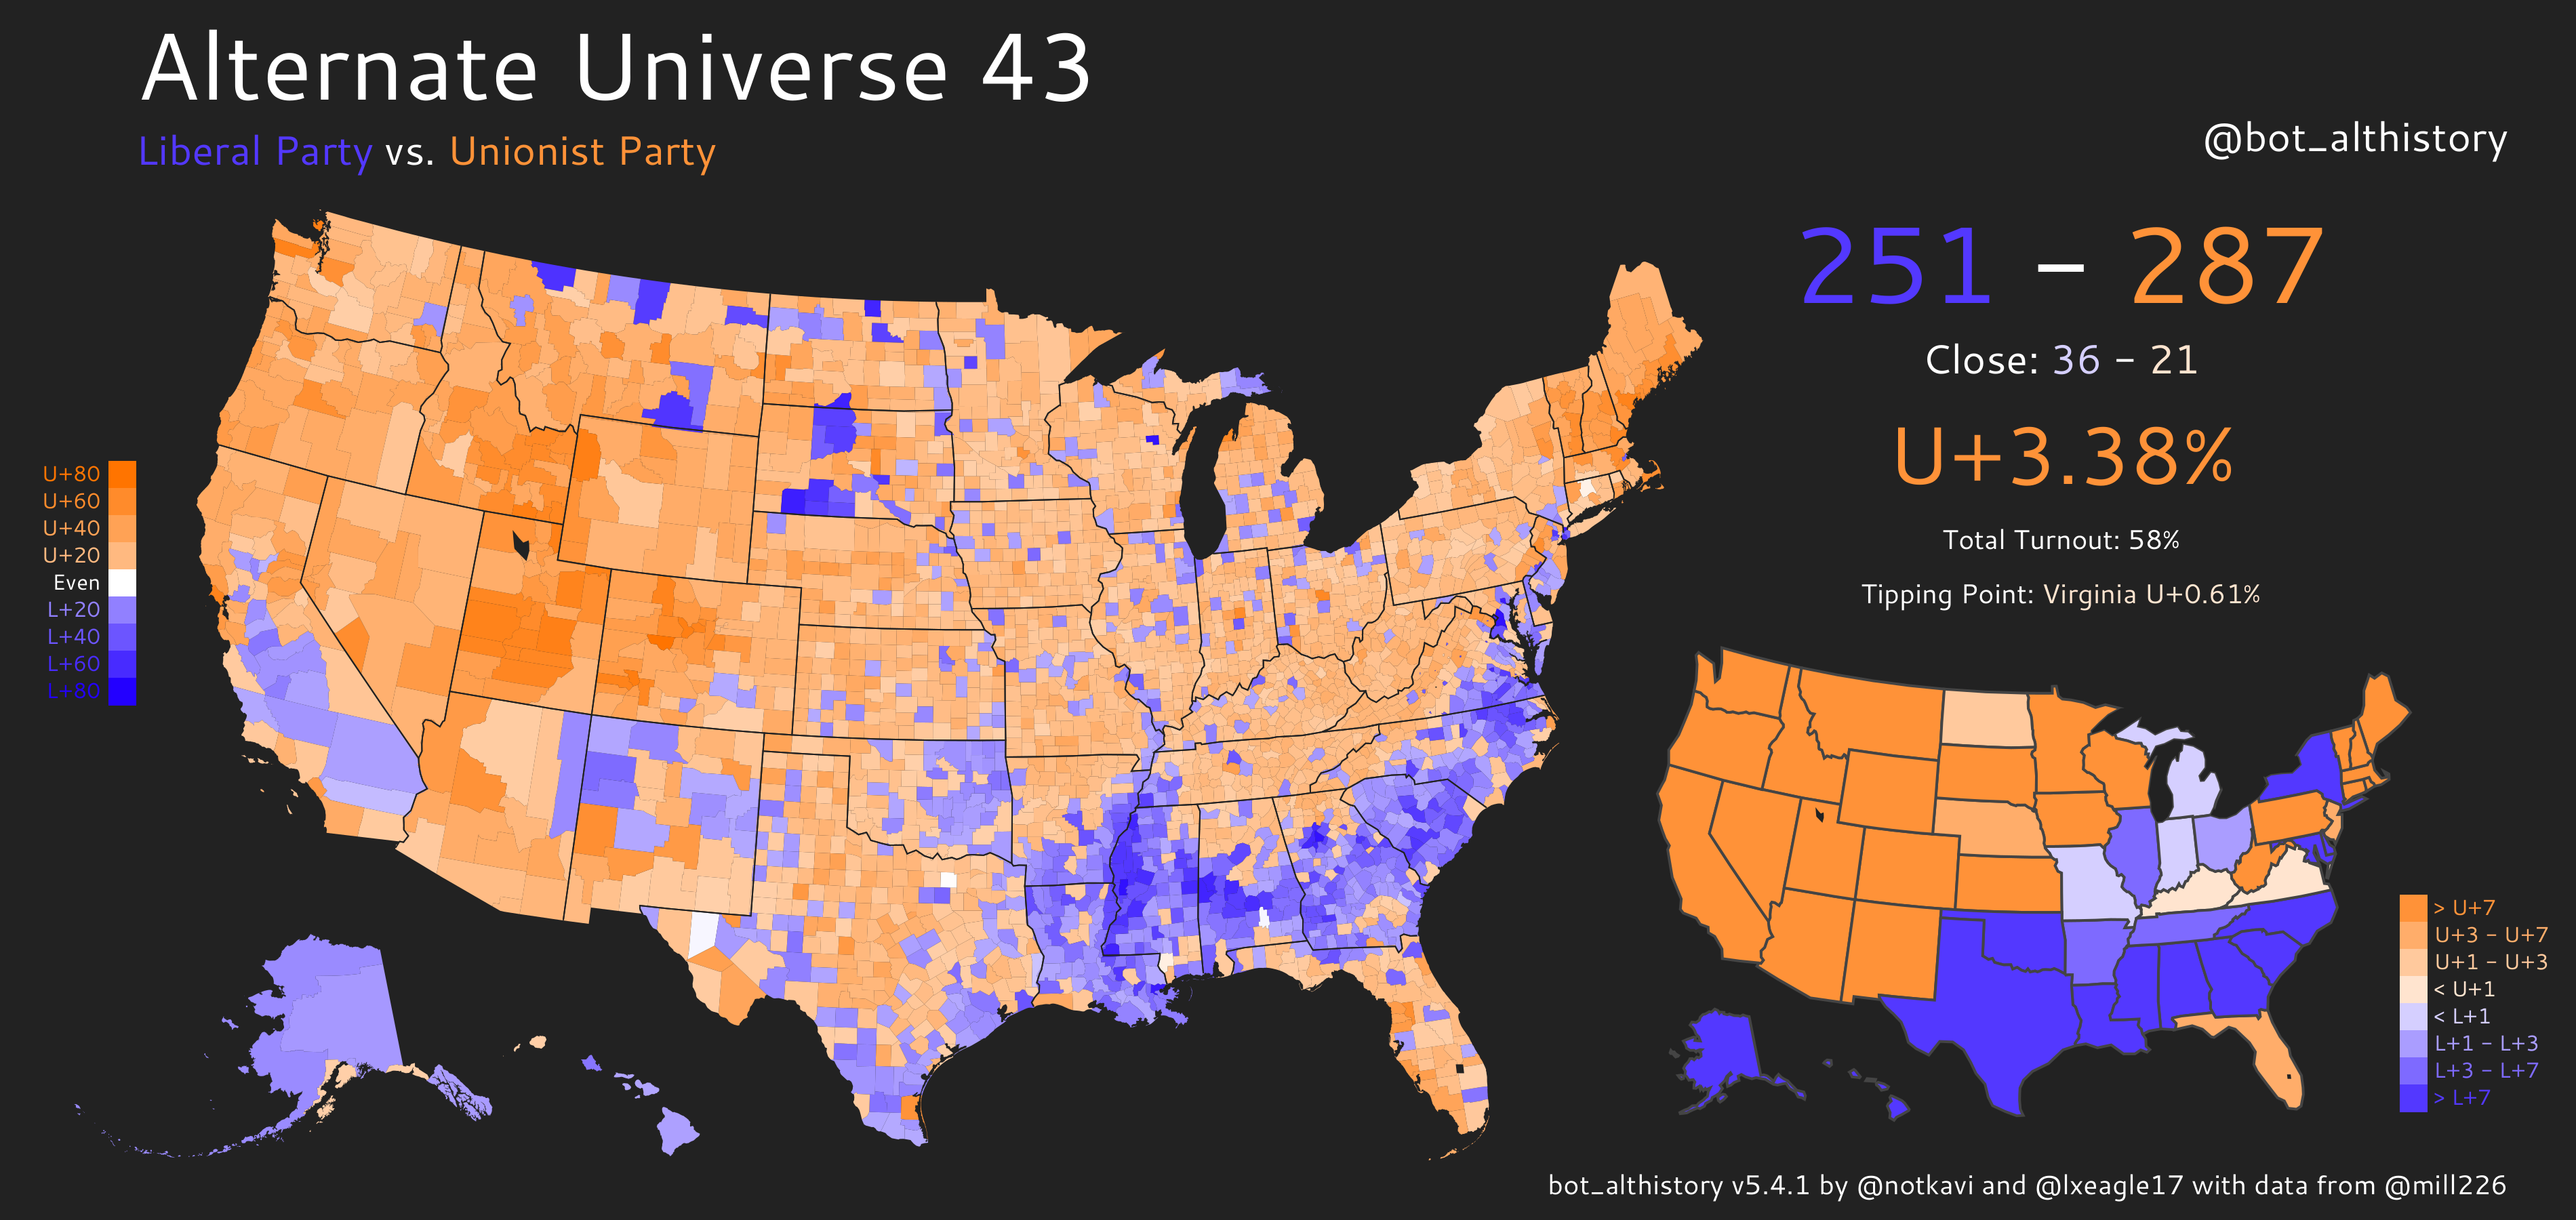 Alternate Universe 43
Liberal Party vs. Unionist Party
@bot_althistory
251 – 287
Close: 36 – 21
U+3.38%
Total Turnout: 58%
Tipping Point: Virginia U+0.61%
U+80
U+60
U+40
U+20
Even
L+20
L+40
L+60
L+80
> U+7
U+3 – U+7
U+1 – U+3
< U+1
< L+1
L+1 – L+3
L+3 – L+7
> L+7
bot_althistory v5.4.1 by @notkavi and @lxeagle17 with data from @mill226